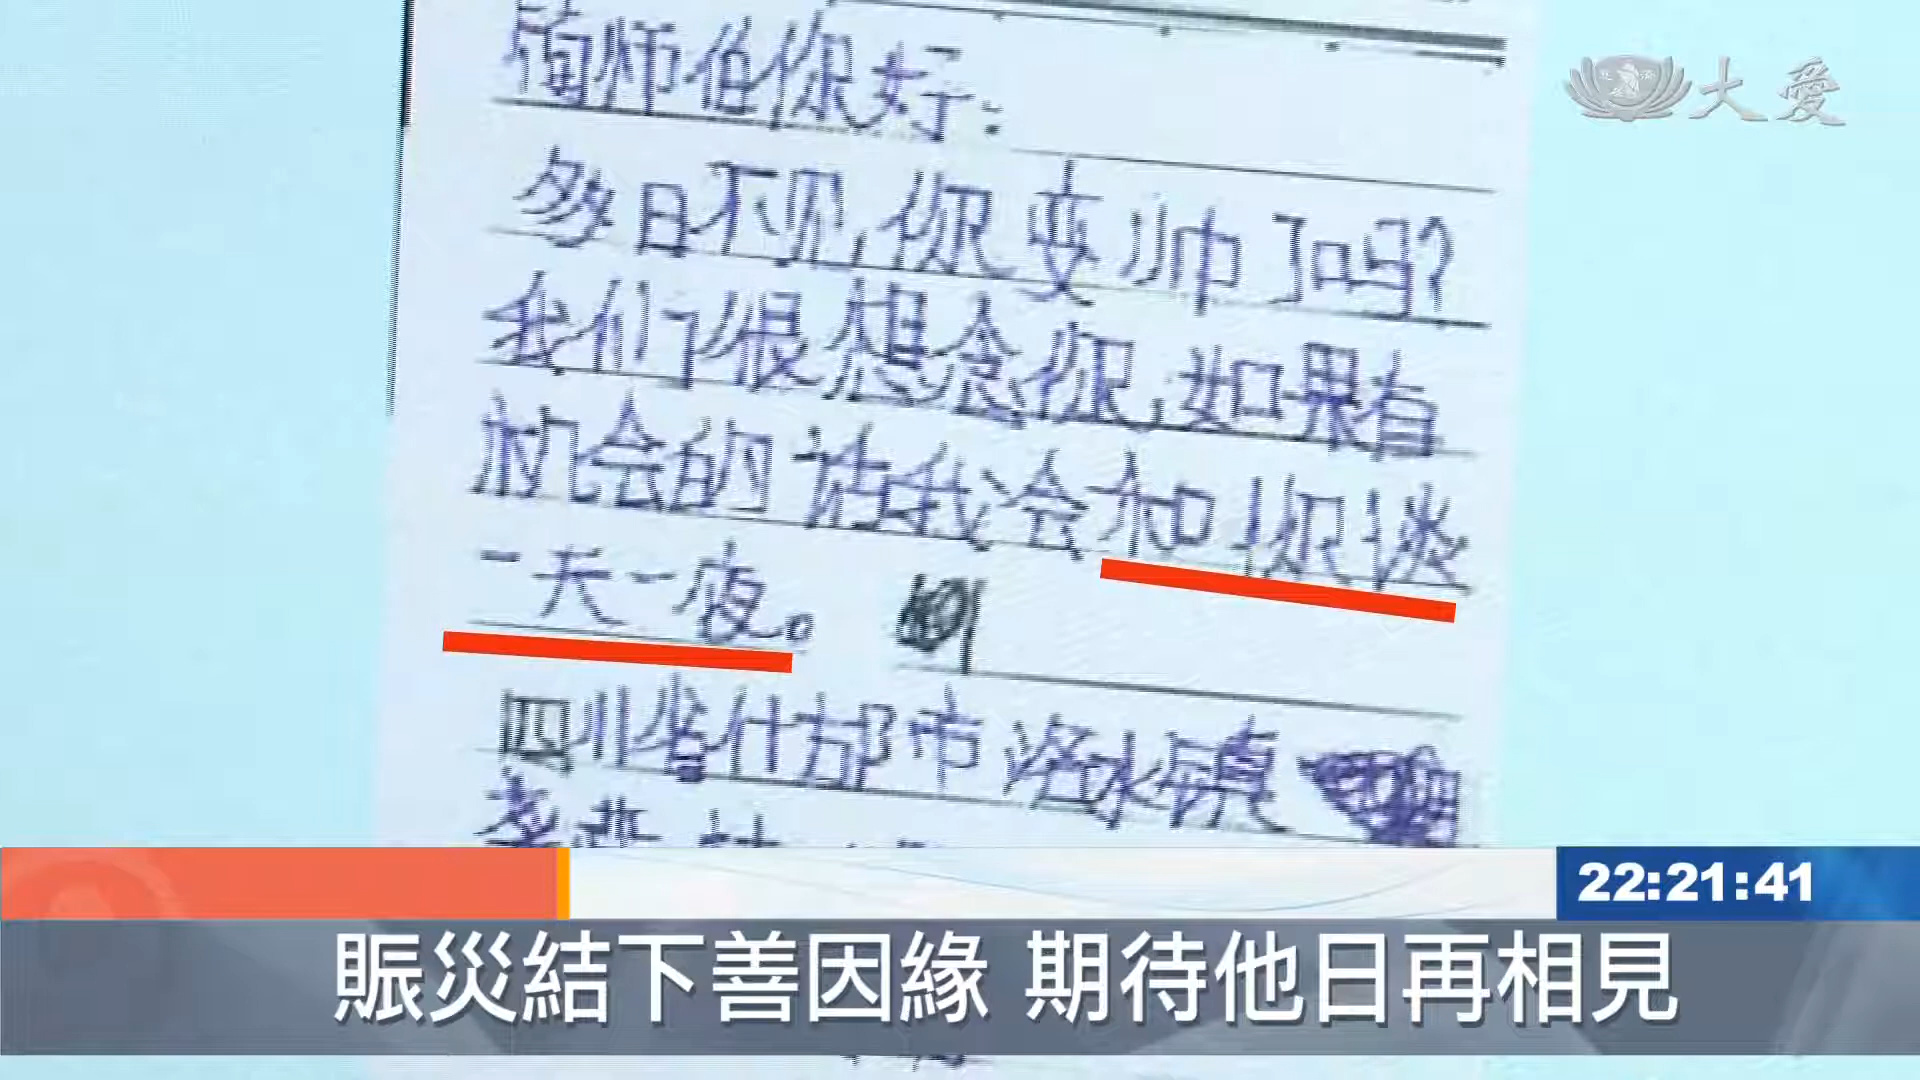 师伯你好：
大愛
多日不见，你变帅了吗？
我们很想念你，如果有
机会的话我会和你谈
一天一夜。
四川省什邡市洛水镇
22:21:41
賑災結下善因緣 期待他日再相見